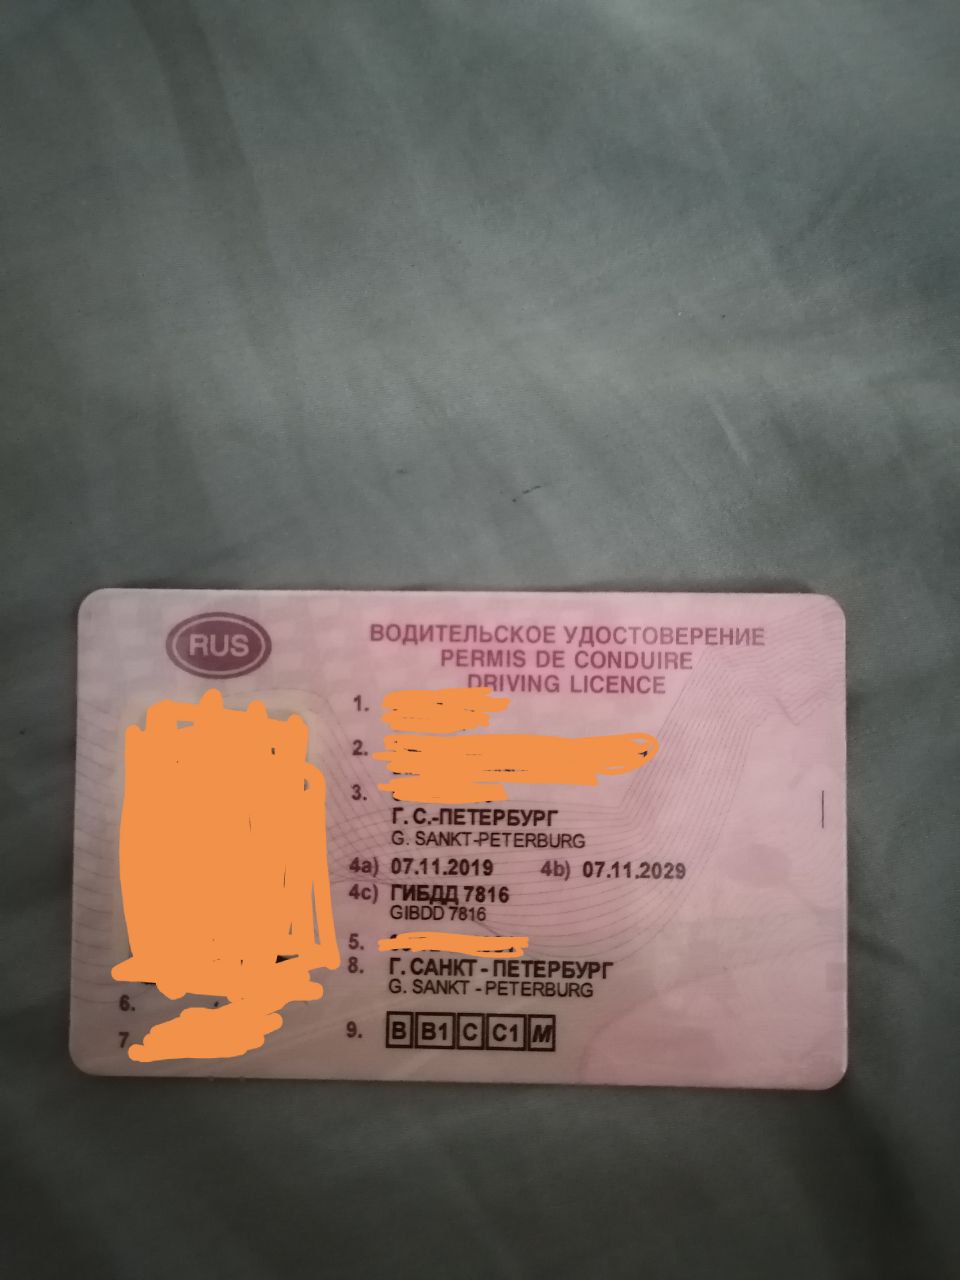 RUS
ВОДИТЕЛЬСКОЕ УДОСТОВЕРЕНИЕ
PERMIS DE CONDUIRE
DRIVING LICENCE
1.
2.
3.
Г. С.-ПЕТЕРБУРГ
G. SANKT-PETERBURG
4a) 07.11.2019 4b) 07.11.2029
4c) ГИБДД 7816
GIBDD 7816
5.
8. Г. САНКТ - ПЕТЕРБУРГ
G. SANKT - PETERBURG
6.
7
9. B B1 C C1 M